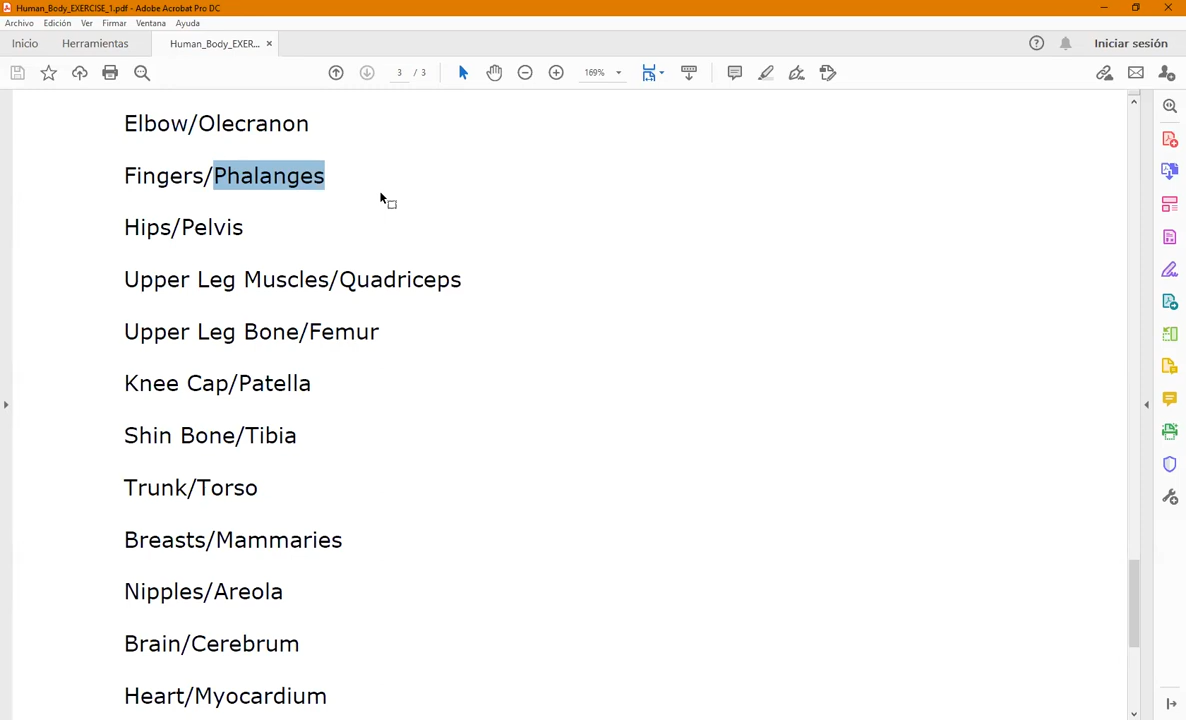 Human_Body_EXERCISE_1.pdf - Adobe Acrobat Pro DC
Archivo Edición Ver Firmar Ventana Ayuda
Inicio Herramientas Human_Body_EXER... Iniciar sesión
3 / 3 169%
Elbow/Olecranon
Fingers/Phalanges
Hips/Pelvis
Upper Leg Muscles/Quadriceps
Upper Leg Bone/Femur
Knee Cap/Patella
Shin Bone/Tibia
Trunk/Torso
Breasts/Mammaries
Nipples/Areola
Brain/Cerebrum
Heart/Myocardium